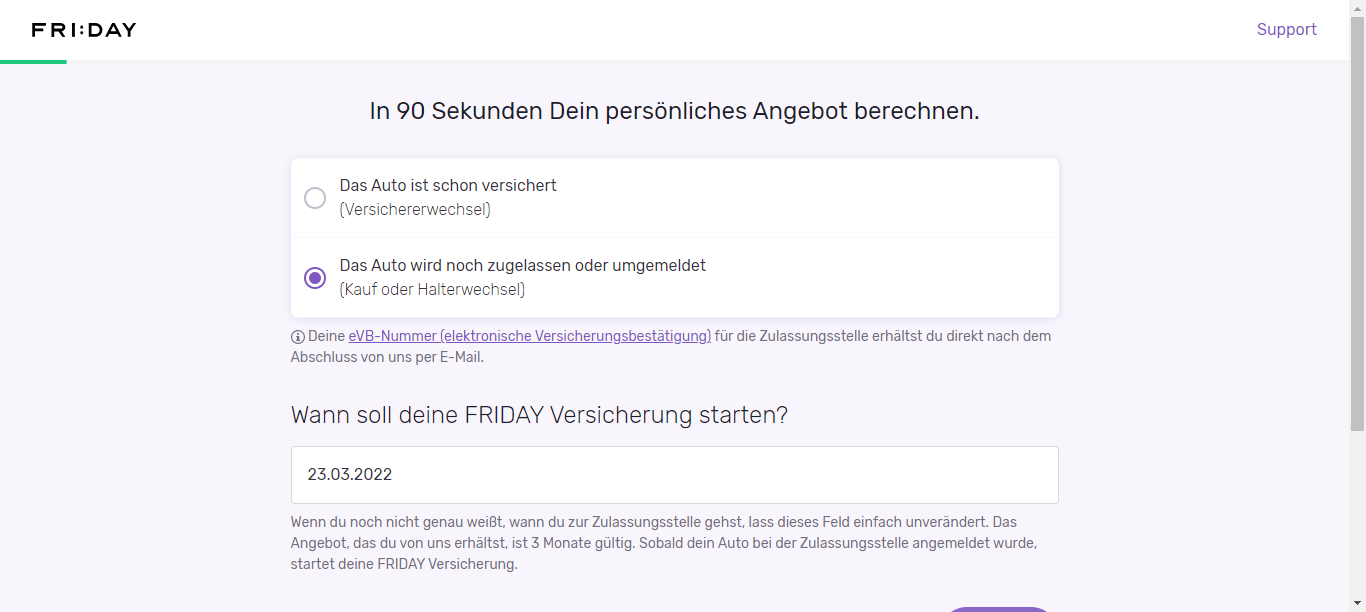 FRI:DAY
Support
In 90 Sekunden Dein persönliches Angebot berechnen.
Das Auto ist schon versichert
(Versichererwechsel)
Das Auto wird noch zugelassen oder umgemeldet
(Kauf oder Halterwechsel)
Deine eVB-Nummer (elektronische Versicherungsbestätigung) für die Zulassungsstelle erhältst du direkt nach dem
Abschluss von uns per E-Mail.
Wann soll deine FRIDAY Versicherung starten?
23.03.2022
Wenn du noch nicht genau weißt, wann du zur Zulassungsstelle gehst, lass dieses Feld einfach unverändert. Das
Angebot, das du von uns erhältst, ist 3 Monate gültig. Sobald dein Auto bei der Zulassungsstelle angemeldet wurde,
startet deine FRIDAY Versicherung.